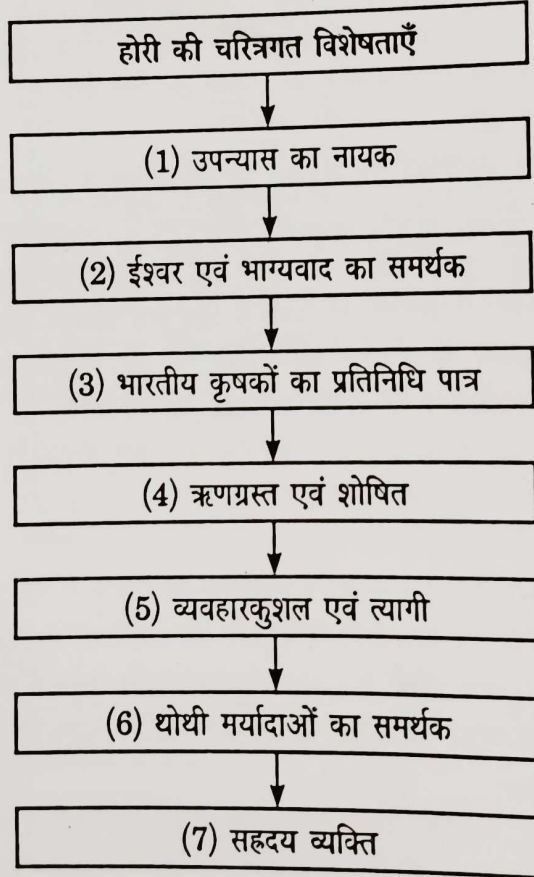 होरी की चरित्रगत विशेषताएँ
(1) उपन्यास का नायक
(2) ईश्वर एवं भाग्यवाद का समर्थक
(3) भारतीय कृषकों का प्रतिनिधि पात्र
(4) ऋणग्रस्त एवं शोषित
(5) व्यवहारकुशल एवं त्यागी
(6) थोथी मर्यादाओं का समर्थक
(7) सहृदय व्यक्ति